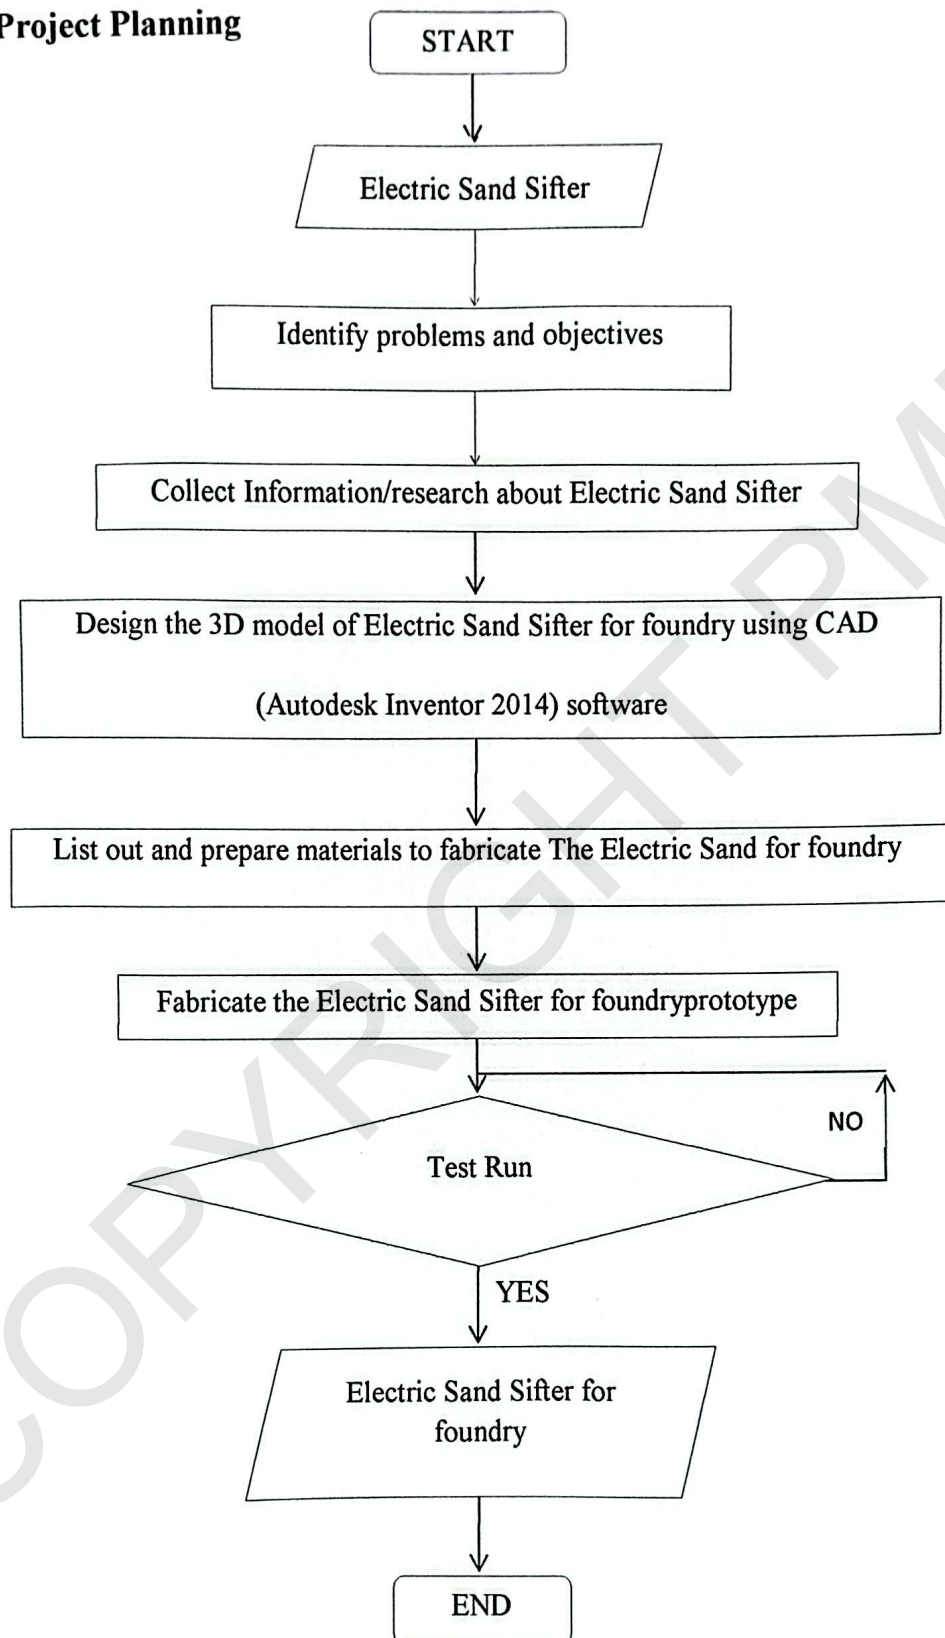 Project Planning
START
Electric Sand Sifter
Identify problems and objectives
Collect Information/research about Electric Sand Sifter
Design the 3D model of Electric Sand Sifter for foundry using CAD
(Autodesk Inventor 2014) software
List out and prepare materials to fabricate The Electric Sand for foundry
Fabricate the Electric Sand Sifter for foundryprototype
NO
Test Run
YES
Electric Sand Sifter for
foundry
END
COPYRIGHT PM